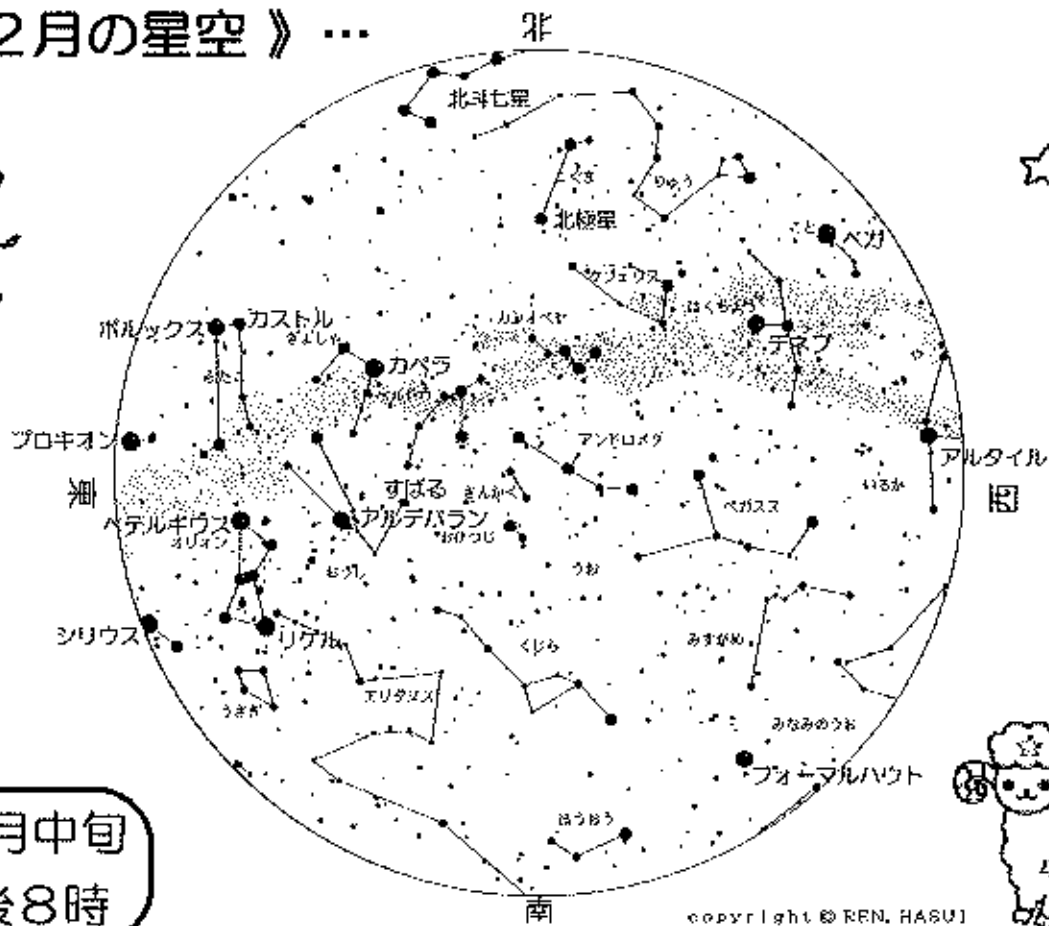 ２月の星空 》…
北
北斗七星
こぐま
りゅう
北極星
こと
ベガ
ケフェウス
はくちょう
デネブ
カシオペヤ
ポルックス
カストル
ぎょしゃ
カペラ
ふたご
ペルセウス
プロキオン
アンドロメダ
アルタイル
東
すばる
さんかく
ペガスス
いるか
西
ベテルギウス
オリオン
アルデバラン
おひつじ
おうし
うお
シリウス
リゲル
くじら
みずがめ
エリダヌス
うさぎ
みなみのうお
フォーマルハウト
ほうおう
月中旬
後８時
南
copyright © REN. HASUI